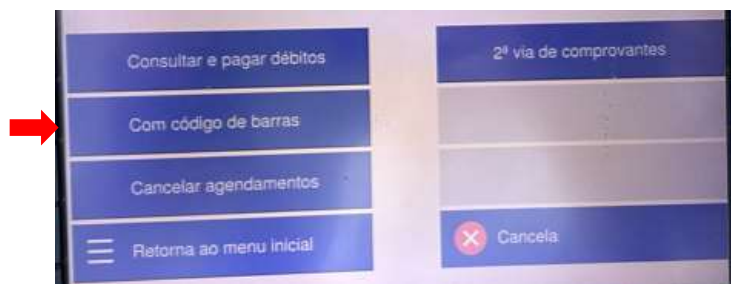 Consultar e pagar débitos
2ª via de comprovantes
Com código de barras
Cancelar agendamentos
Retorna ao menu inicial
Cancela